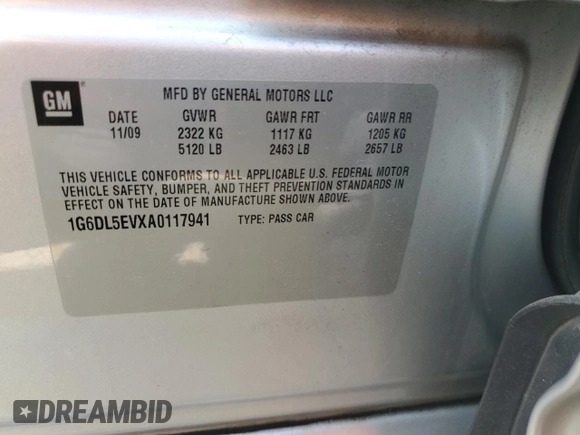 GM
MFD BY GENERAL MOTORS LLC
DATE GVWR GAWR FRT GAWR RR
11/09 2322 KG 1117 KG 1205 KG
5120 LB 2463 LB 2657 LB
THIS VEHICLE CONFORMS TO ALL APPLICABLE U.S. FEDERAL MOTOR
VEHICLE SAFETY, BUMPER, AND THEFT PREVENTION STANDARDS IN
EFFECT ON THE DATE OF MANUFACTURE SHOWN ABOVE.
1G6DL5EVXA0117941 TYPE: PASS CAR
DREAMBID